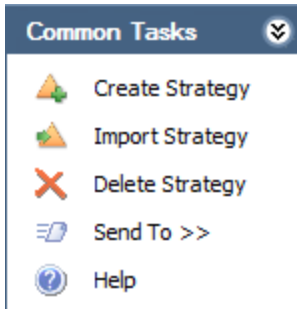 Common Tasks
Create Strategy
Import Strategy
Delete Strategy
Send To >>
Help